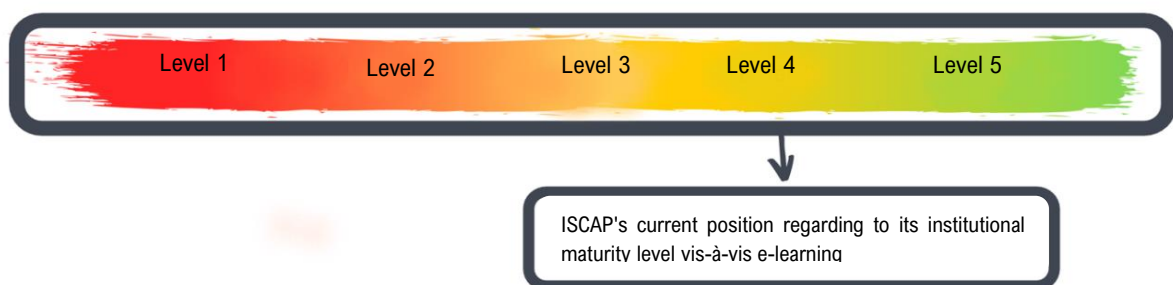 Level 1 Level 2 Level 3 Level 4 Level 5
ISCAP's current position regarding to its institutional
maturity level vis-à-vis e-learning